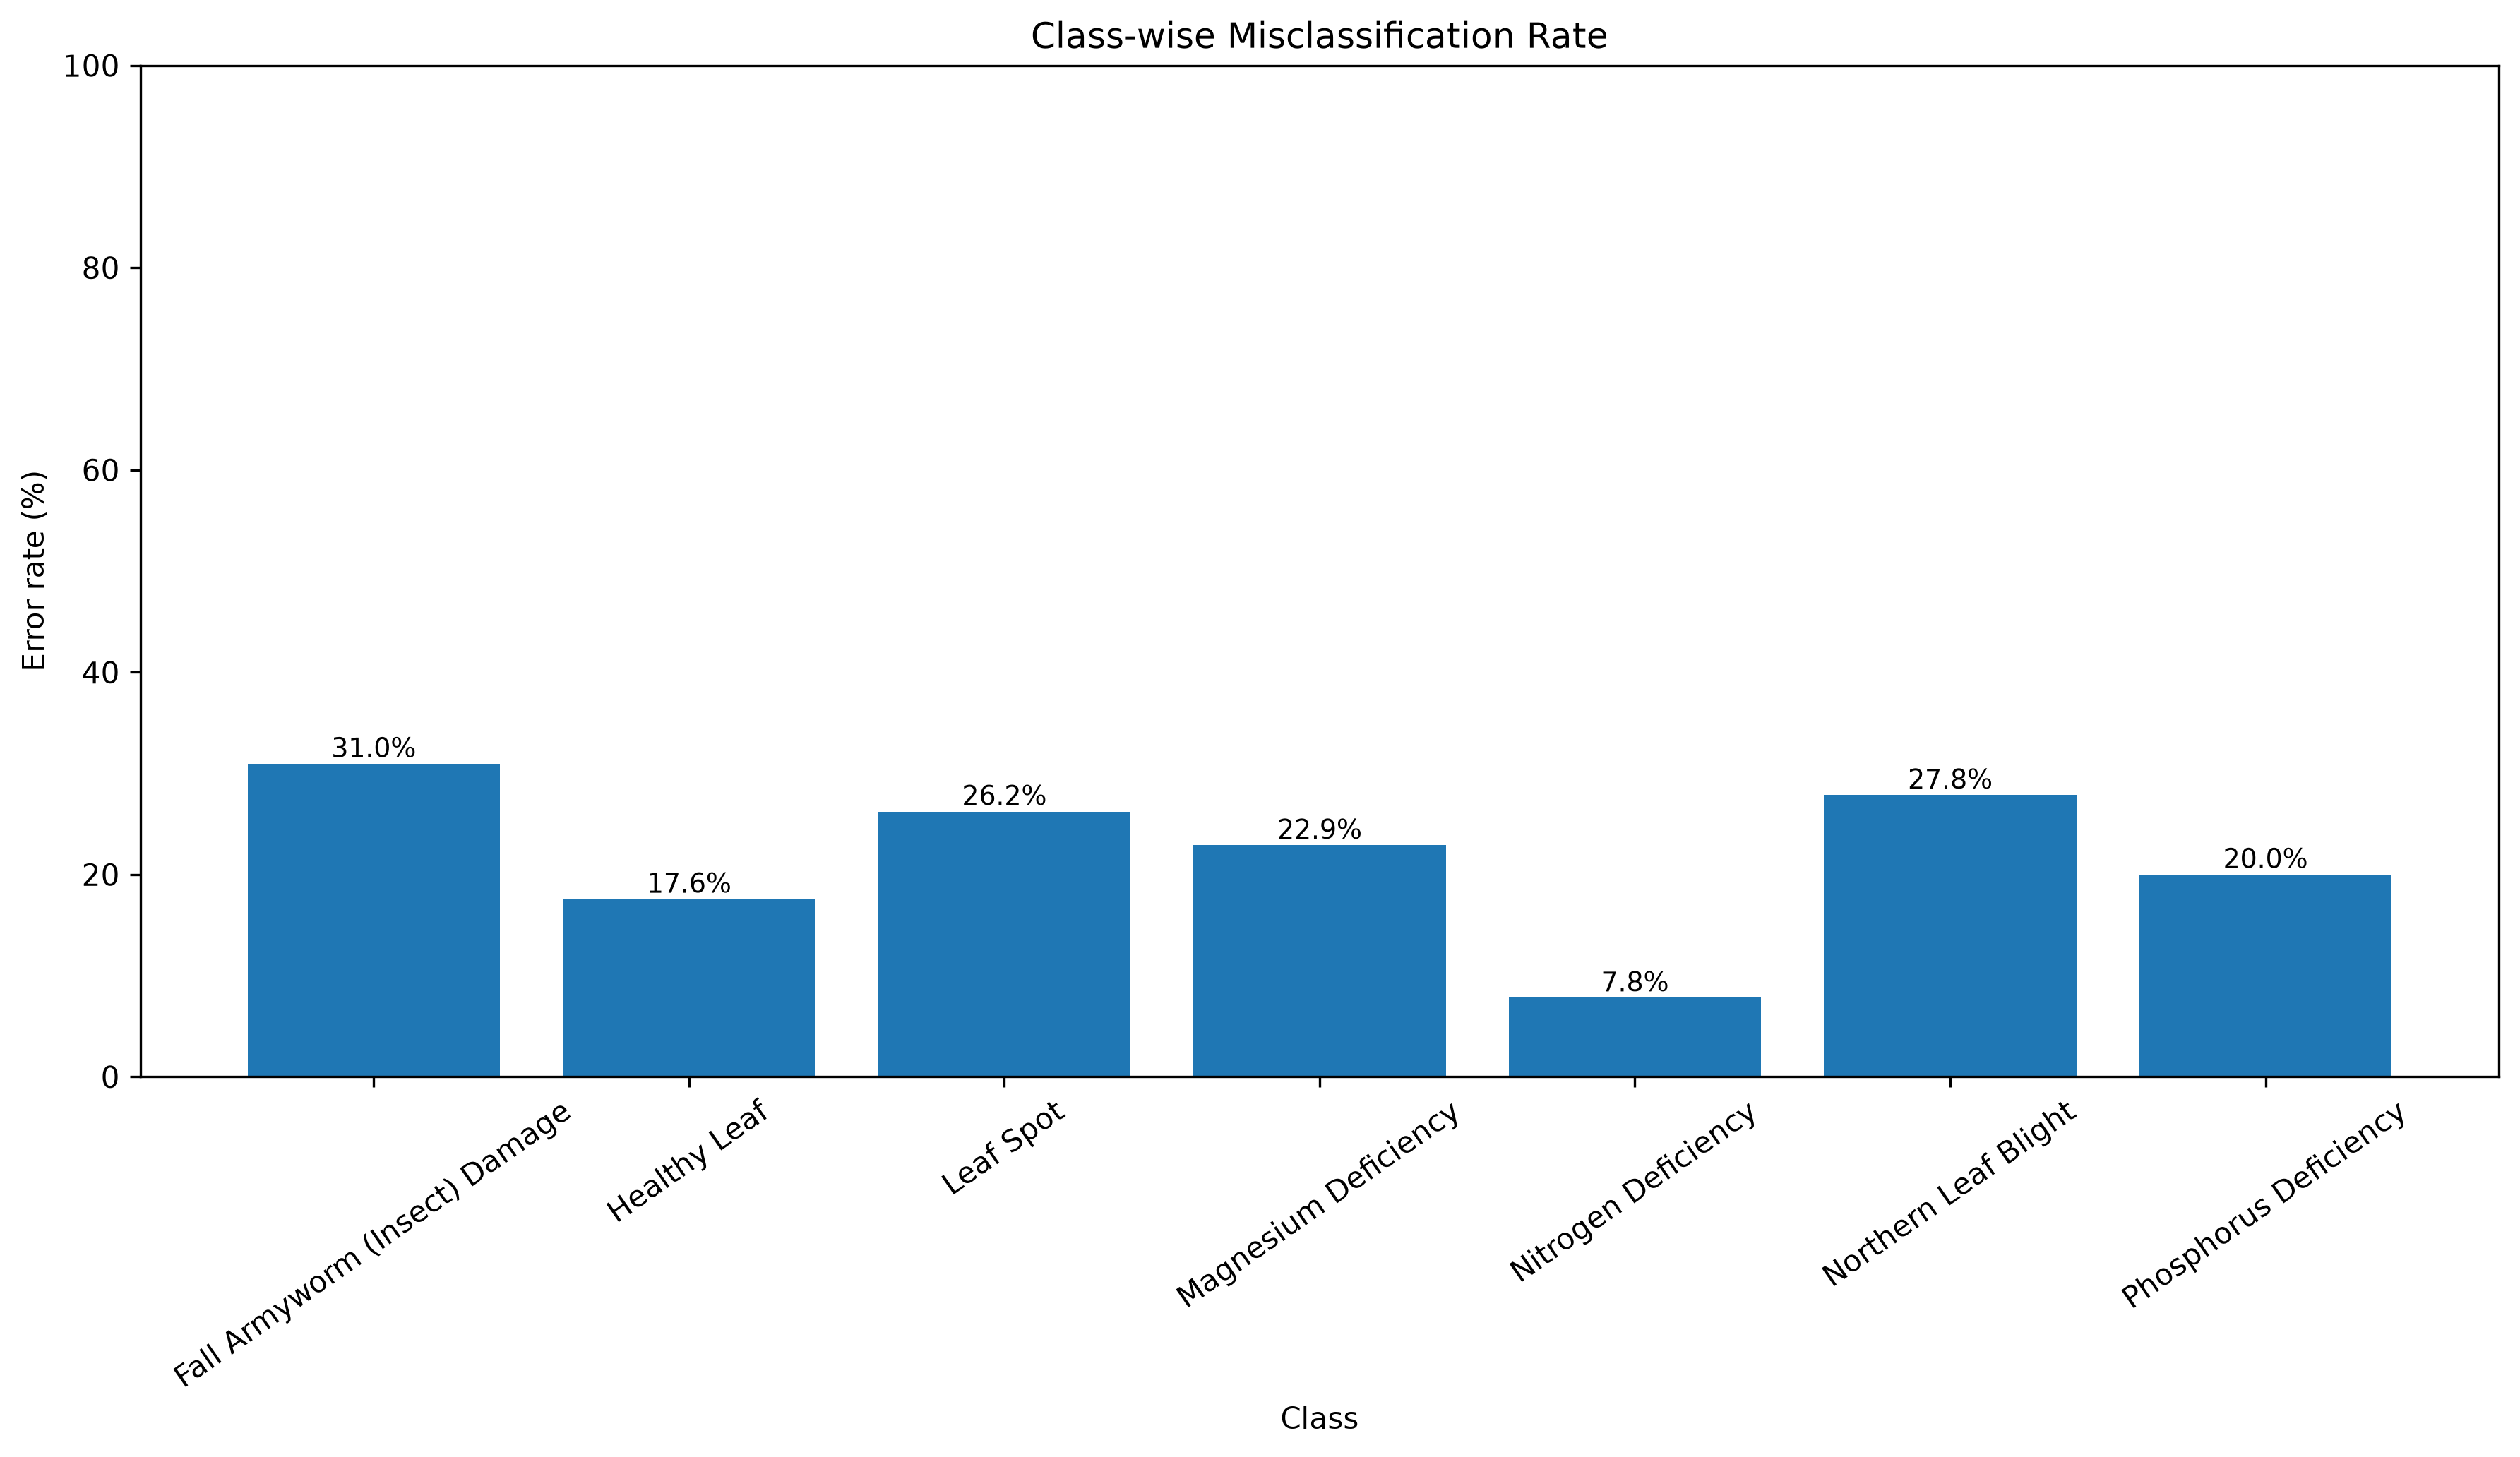 Class-wise Misclassification Rate
100
80
60
40
20
0
Error rate (%)
31.0%
17.6%
26.2%
22.9%
7.8%
27.8%
20.0%
Fall Armyworm (Insect) Damage
Healthy Leaf
Leaf Spot
Magnesium Deficiency
Nitrogen Deficiency
Northern Leaf Blight
Phosphorus Deficiency
Class